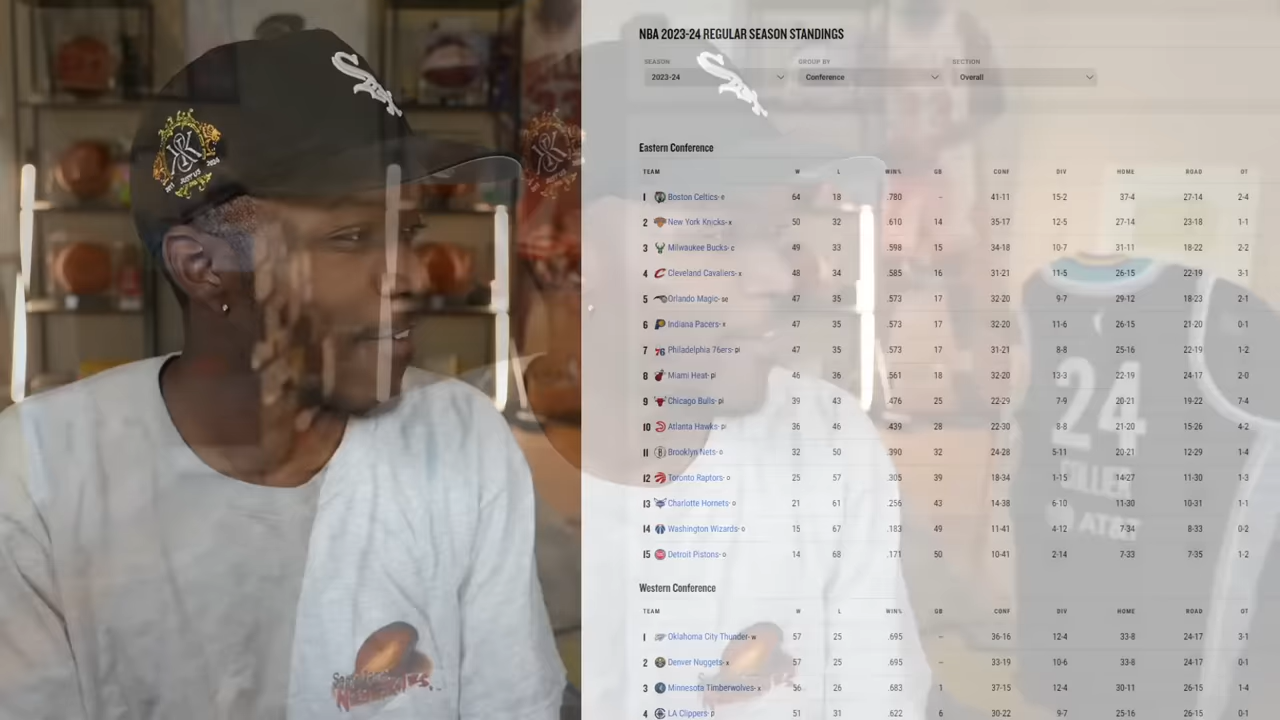 NBA 2023-24 REGULAR SEASON STANDINGS
SEASON GROUP BY SECTION
2023-24 Conference Overall
Eastern Conference
TEAM W L WIN% GB CONF DIV HOME ROAD OT
1 Boston Celtics - e 64 18 .780 - 41-11 15-2 37-4 27-14 2-4
2 New York Knicks - x 50 32 .610 14 35-17 12-5 27-14 23-18 1-1
3 Milwaukee Bucks - c 49 33 .598 15 34-18 10-7 31-11 18-22 2-2
4 Cleveland Cavaliers - x 48 34 .585 16 31-21 11-5 26-15 22-19 3-1
5 Orlando Magic - se 47 35 .573 17 32-20 9-7 29-12 18-23 2-1
6 Indiana Pacers - x 47 35 .573 17 32-20 11-6 26-15 21-20 0-1
7 Philadelphia 76ers - pi 47 35 .573 17 31-21 8-8 25-16 22-19 1-2
8 Miami Heat - pi 46 36 .561 18 32-20 13-3 22-19 24-17 2-0
9 Chicago Bulls - pi 39 43 .476 25 22-29 7-9 20-21 19-22 7-4
10 Atlanta Hawks - pi 36 46 .439 28 22-30 8-8 21-20 15-26 4-2
11 Brooklyn Nets - o 32 50 .390 32 24-28 5-11 20-21 12-29 1-4
12 Toronto Raptors - o 25 57 .305 39 18-34 1-15 14-27 11-30 1-3
13 Charlotte Hornets - o 21 61 .256 43 14-38 6-10 11-30 10-31 1-1
14 Washington Wizards - o 15 67 .183 49 11-41 4-12 7-34 8-33 0-2
15 Detroit Pistons - o 14 68 .171 50 10-41 2-14 7-33 7-35 1-2
Western Conference
TEAM W L WIN% GB CONF DIV HOME ROAD OT
1 Oklahoma City Thunder - w 57 25 .695 - 36-16 12-4 33-8 24-17 3-1
2 Denver Nuggets - x 57 25 .695 - 33-19 10-6 33-8 24-17 0-1
3 Minnesota Timberwolves - x 56 26 .683 1 37-15 12-4 30-11 26-15 1-4
4 LA Clippers - p 51 31 .622 6 30-22 9-7 25-16 26-15 0-1
Sox
JUST US
24
AT&T